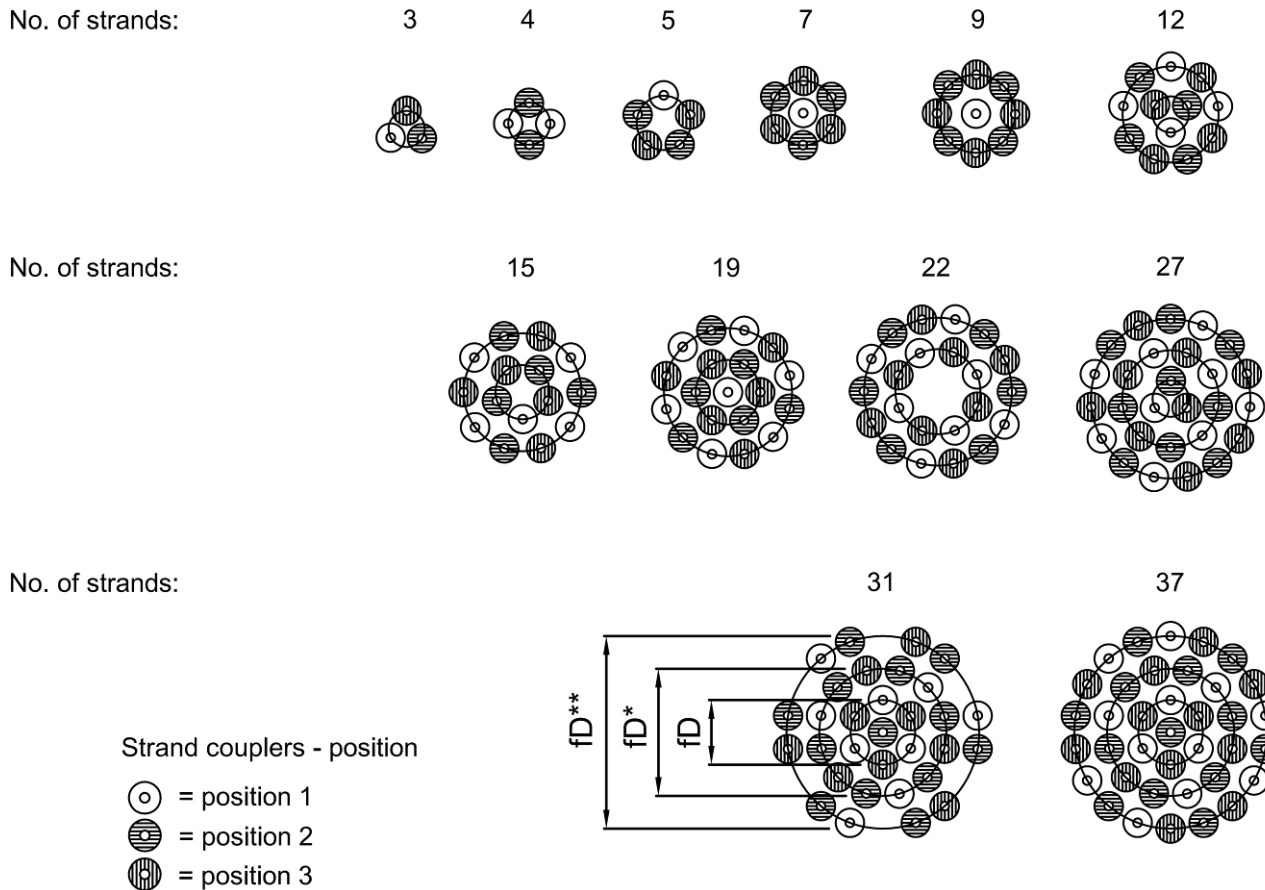 No. of strands: 3 4 5 7 9 12
No. of strands: 15 19 22 27
No. of strands: 31 37
fD** fD* fD
Strand couplers - position
= position 1
= position 2
= position 3